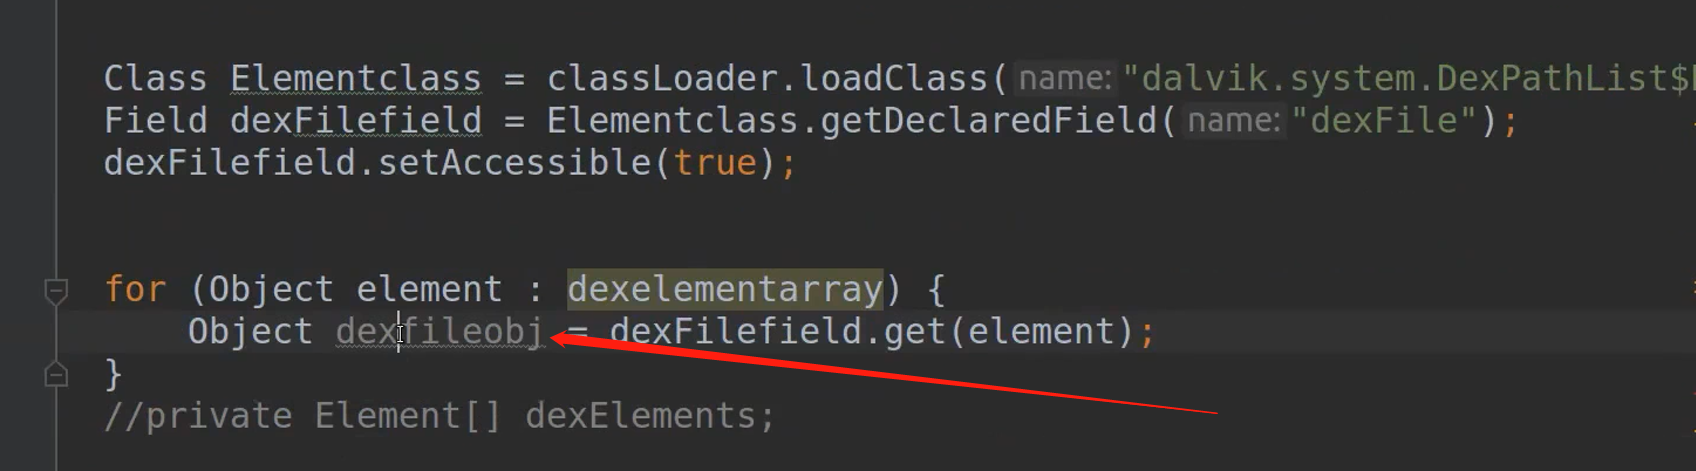 Class Elementclass = classLoader.loadClass( name: "dalvik.system.DexPathList$
Field dexFilefield = Elementclass.getDeclaredField( name: "dexFile");
dexFilefield.setAccessible(true);
for (Object element : dexelementarray) {
Object dexfileobj = dexFilefield.get(element);
}
//private Element[] dexElements;